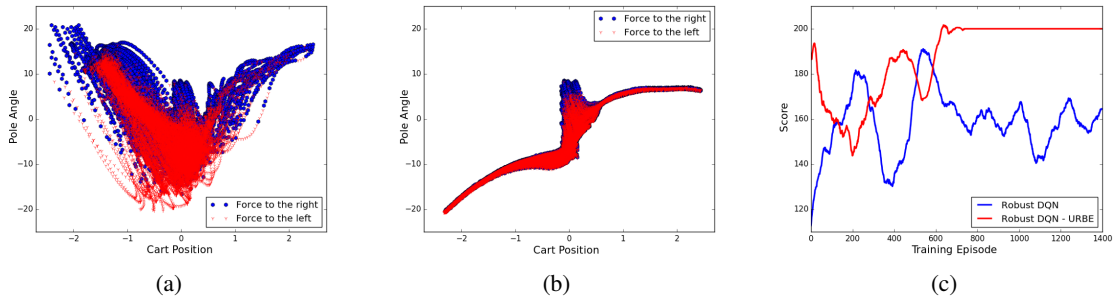 20
10
0
−10
−20
Pole Angle
−2
−1
0
1
2
Cart Position
Force to the right
Force to the left
(a)
20
10
0
−10
−20
Pole Angle
−2
−1
0
1
2
Cart Position
Force to the right
Force to the left
(b)
200
180
160
140
120
Score
0
200
400
600
800
1000
1200
1400
Training Episode
Robust DQN
Robust DQN - URBE
(c)